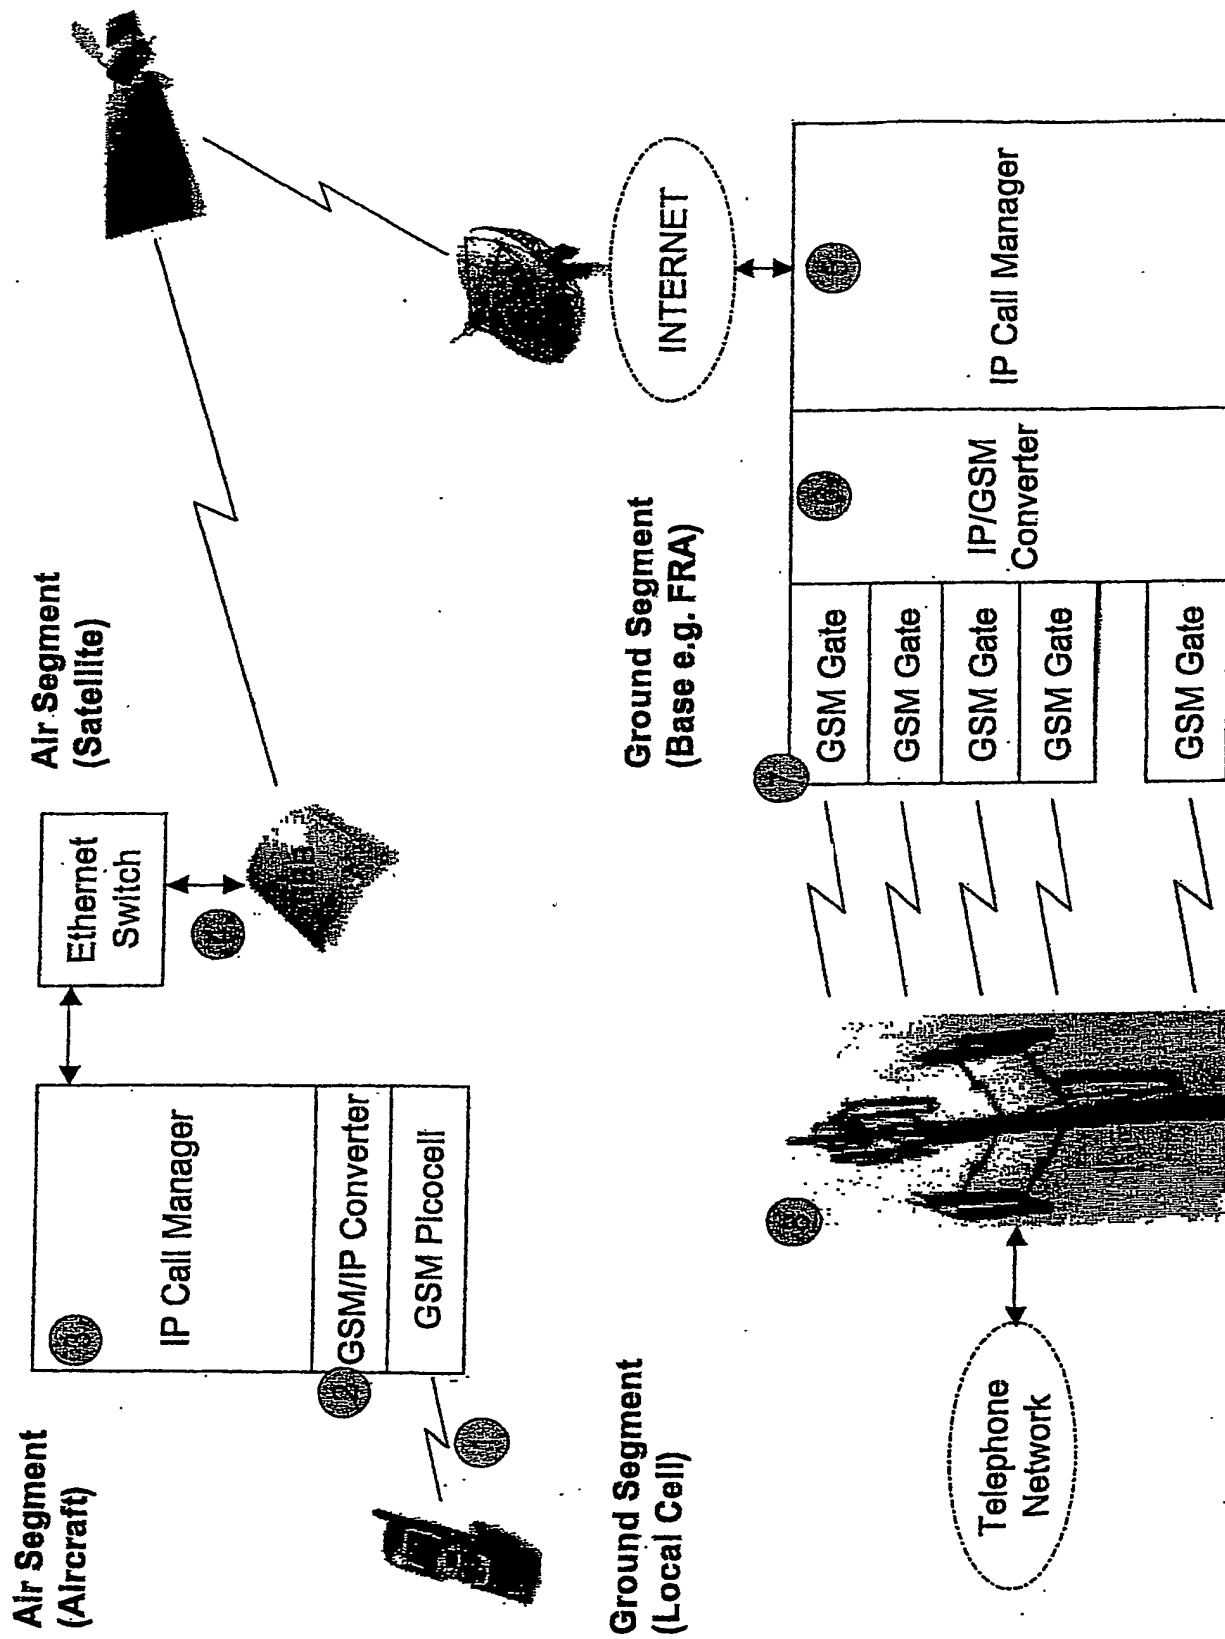 Air Segment
(Aircraft)
Air Segment
(Satellite)
IP Call Manager
GSM/IP Converter
GSM Picocell
Ethernet
Switch
Ground Segment
(Local Cell)
Ground Segment
(Base e.g. FRA)
INTERNET
Telephone
Network
GSM Gate
GSM Gate
GSM Gate
GSM Gate
GSM Gate
IP/GSM
Converter
IP Call Manager